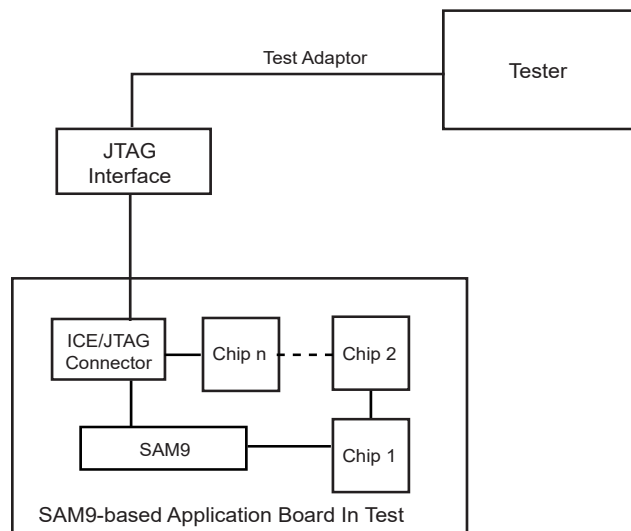 Test Adaptor
Tester
JTAG
Interface
ICE/JTAG
Connector
Chip n
Chip 2
SAM9
Chip 1
SAM9-based Application Board In Test